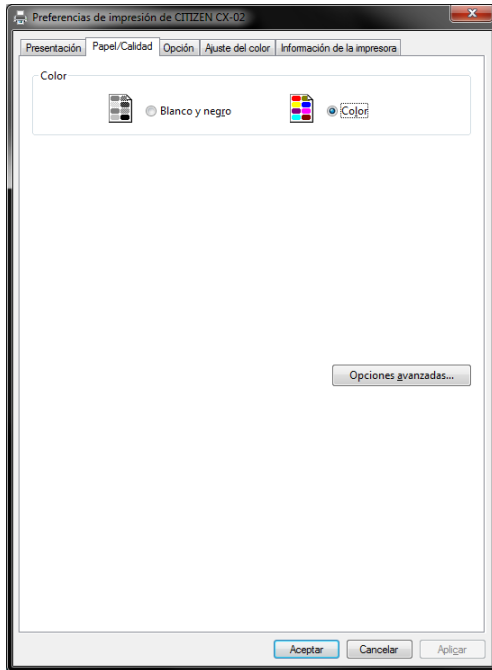 Preferencias de impresión de CITIZEN CX-02
Presentación Papel/Calidad Opción Ajuste del color Información de la impresora
Color
Blanco y negro Color
Opciones avanzadas...
Aceptar Cancelar Aplicar